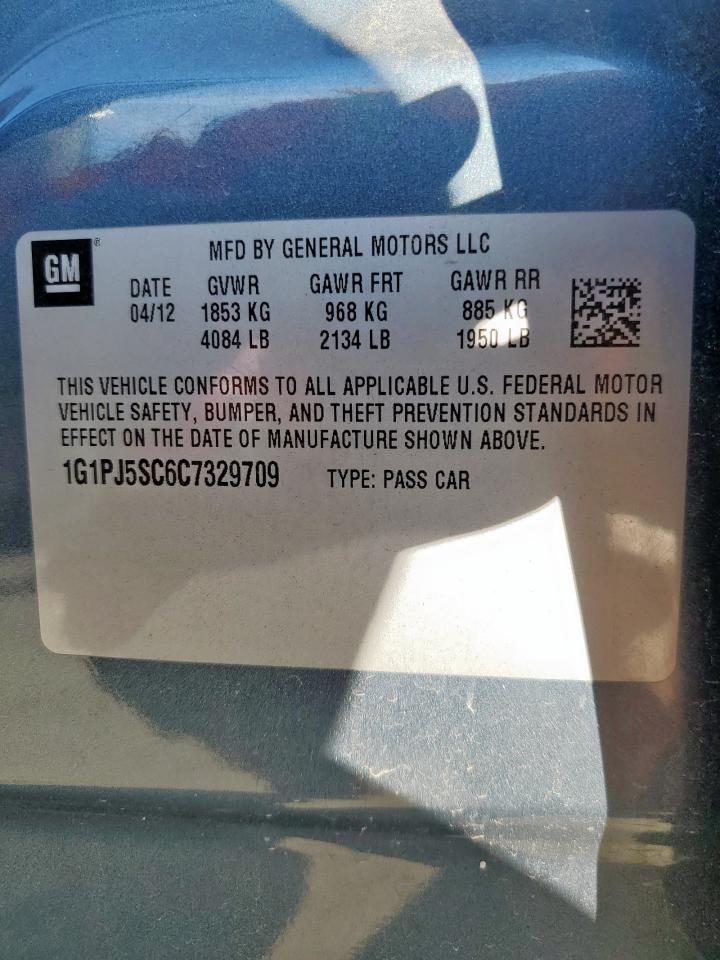 GM®
MFD BY GENERAL MOTORS LLC
DATE GVWR GAWR FRT GAWR RR
04/12 1853 KG 968 KG 885 KG
4084 LB 2134 LB 1950 LB
THIS VEHICLE CONFORMS TO ALL APPLICABLE U.S. FEDERAL MOTOR
VEHICLE SAFETY, BUMPER, AND THEFT PREVENTION STANDARDS IN
EFFECT ON THE DATE OF MANUFACTURE SHOWN ABOVE.
1G1PJ5SC6C7329709 TYPE: PASS CAR